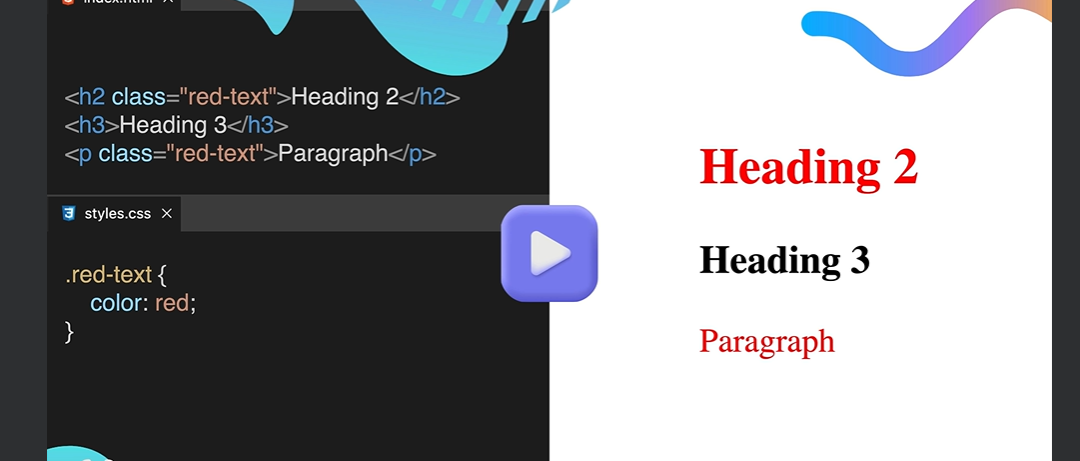 index.html
<h2 class="red-text">Heading 2</h2>
<h3>Heading 3</h3>
<p class="red-text">Paragraph</p>
styles.css
.red-text {
color: red;
}
Heading 2
Heading 3
Paragraph